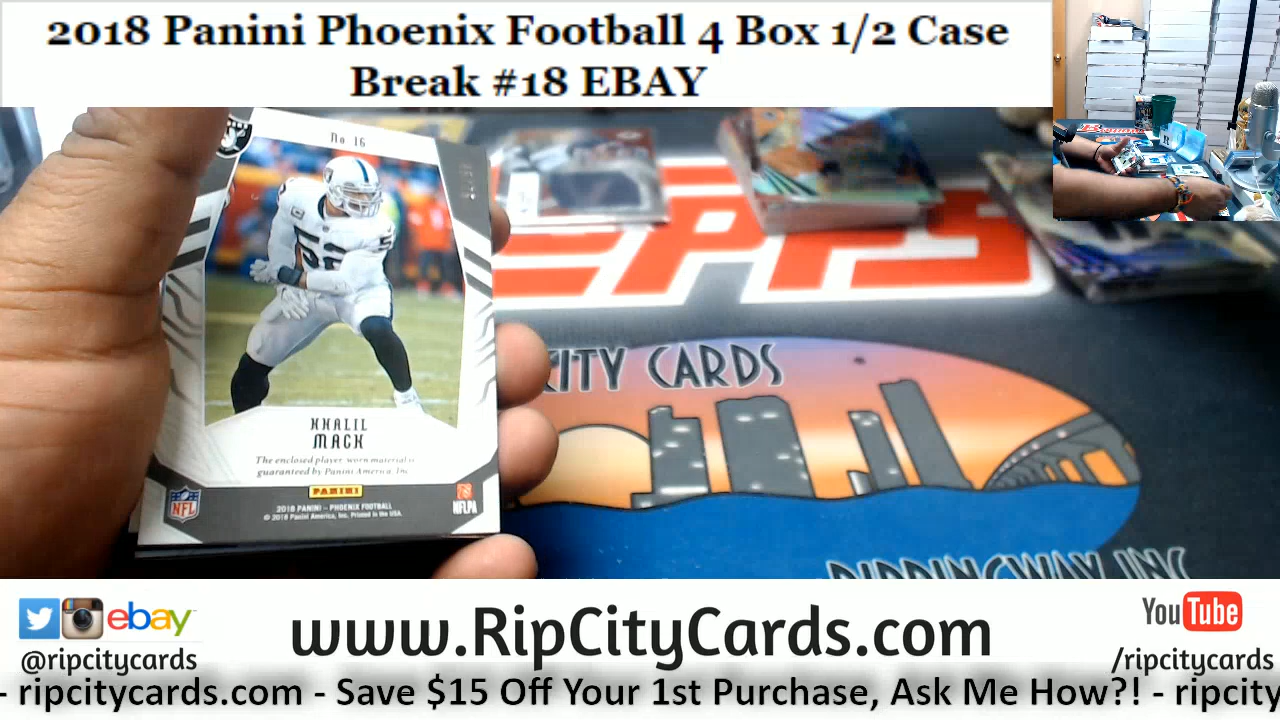 2018 Panini Phoenix Football 4 Box 1/2 Case
Break #18 EBAY
No. 16
KHALIL
MACK
The enclosed player-worn material is
guaranteed by Panini America, Inc.
PANINI
2018 PANINI – PHOENIX FOOTBALL
© 2018 Panini America, Inc. Printed in the USA.
NFL
NFLPA
CITY CARDS
RIPPINGWAY INC
ebay
@ripcitycards
www.RipCityCards.com
YouTube
/ripcitycards
- ripcitycards.com - Save $15 Off Your 1st Purchase, Ask Me How?! - ripcity